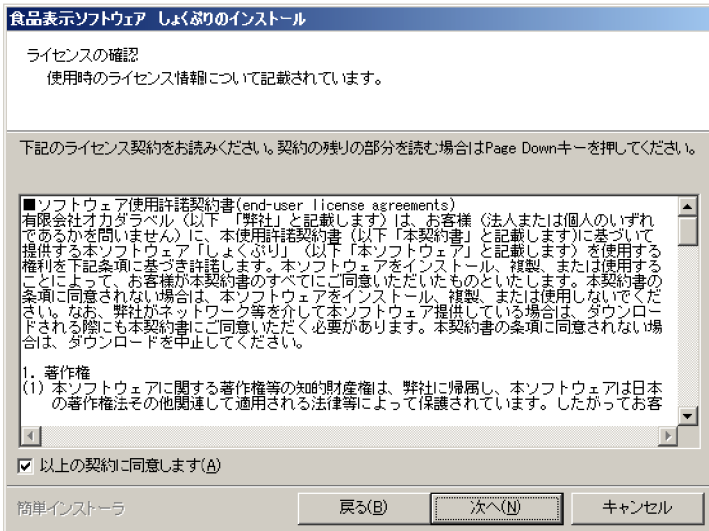 食品表示ソフトウェア しょくぷりのインストール
ライセンスの確認
使用時のライセンス情報について記載されています。
下記のライセンス契約をお読みください。契約の残りの部分を読む場合はPage Downキーを押してください。
■ソフトウェア使用許諾契約書(end-user license agreements)
有限会社オカダラベル（以下「弊社」と記載します）は、お客様（法人または個人のいずれ
であるかを問いません）に、本使用許諾契約書（以下「本契約書」と記載します)に基づいて
提供する本ソフトウェア「しょくぷり」（以下「本ソフトウェア」と記載します）を使用する
権利を下記条項に基づき許諾します。本ソフトウェアをインストール、複製、または使用する
ことによって、お客様が本契約書のすべてにご同意いただいたものといたします。本契約書の
条項に同意されない場合は、本ソフトウェアをインストール、複製、または使用しないでくだ
さい。なお、弊社がネットワーク等を介して本ソフトウェア提供している場合は、ダウンロー
ドされる際にも本契約書にご同意いただく必要があります。本契約書の条項に同意されない場
合は、ダウンロードを中止してください。
1. 著作権
(1) 本ソフトウェアに関する著作権等の知的財産権は、弊社に帰属し、本ソフトウェアは日本
の著作権法その他関連して適用される法律等によって保護されています。したがってお客
以上の契約に同意します(A)
簡単インストーラ
戻る(B)
次へ(N)
キャンセル